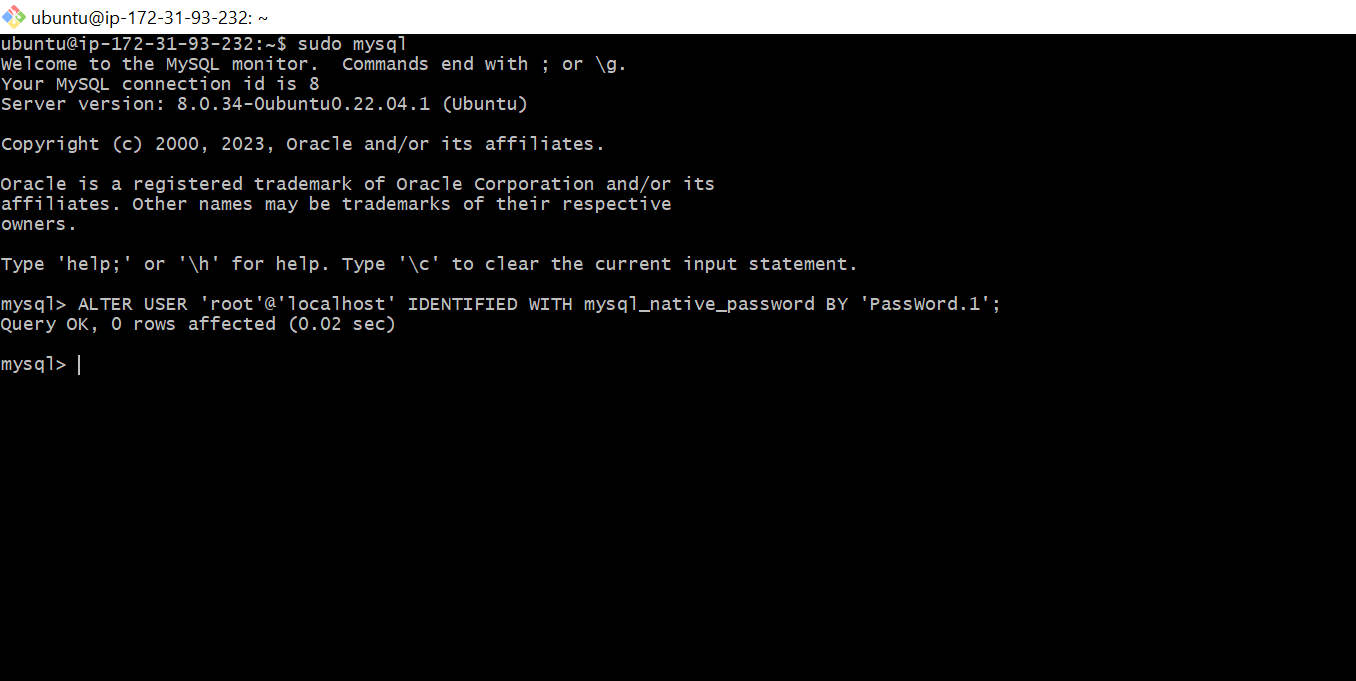 ubuntu@ip-172-31-93-232: ~
ubuntu@ip-172-31-93-232:~$ sudo mysql
Welcome to the MySQL monitor.  Commands end with ; or \g.
Your MySQL connection id is 8
Server version: 8.0.34-0ubuntu0.22.04.1 (Ubuntu)
Copyright (c) 2000, 2023, Oracle and/or its affiliates.
Oracle is a registered trademark of Oracle Corporation and/or its
affiliates. Other names may be trademarks of their respective
owners.
Type 'help;' or '\h' for help. Type '\c' to clear the current input statement.
mysql> ALTER USER 'root'@'localhost' IDENTIFIED WITH mysql_native_password BY 'PassWord.1';
Query OK, 0 rows affected (0.02 sec)
mysql>